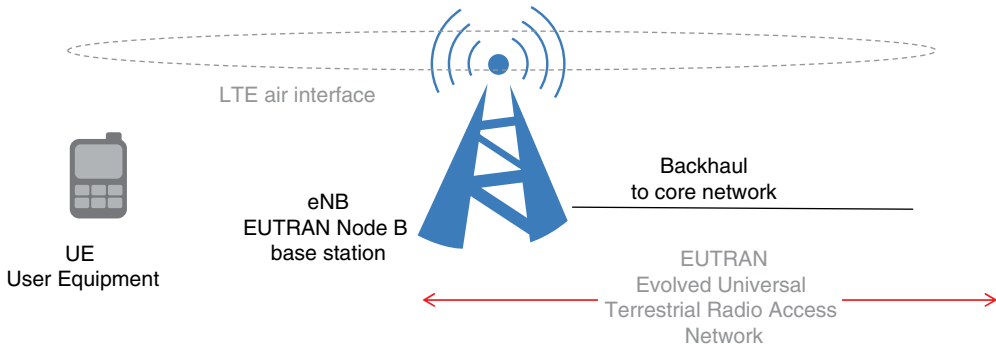 LTE air interface
UE
User Equipment
eNB
EUTRAN Node B
base station
Backhaul
to core network
EUTRAN
Evolved Universal
Terrestrial Radio Access
Network